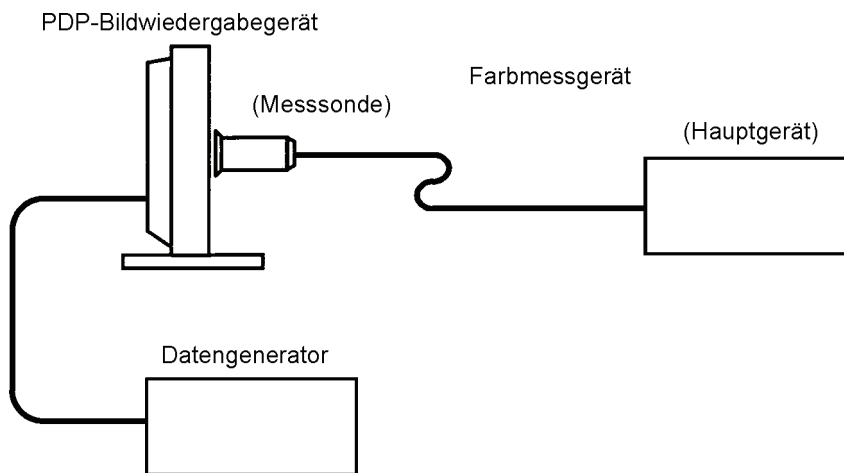 PDP-Bildwiedergabegerät
Farbmessgerät
(Messsonde)
(Hauptgerät)
Datengenerator